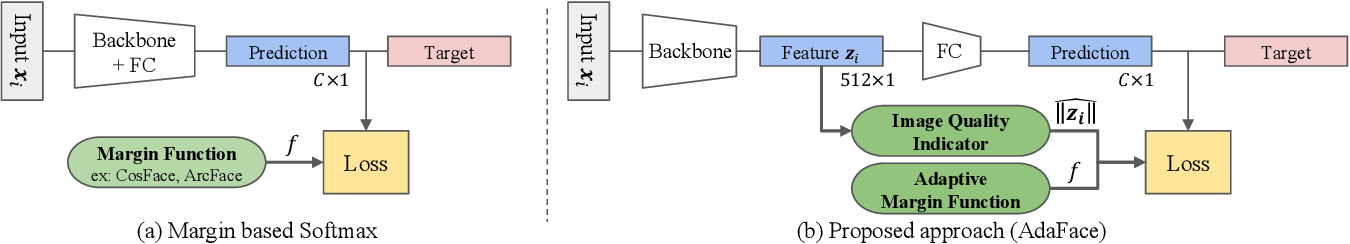 Input x_i
Backbone
+ FC
Prediction
C×1
Target
Margin Function
ex: CosFace, ArcFace
f
Loss
(a) Margin based Softmax
Input x_i
Backbone
Feature z_i
512×1
FC
Prediction
C×1
Target
Image Quality
Indicator
‖z_i‖^
Adaptive
Margin Function
f
Loss
(b) Proposed approach (AdaFace)